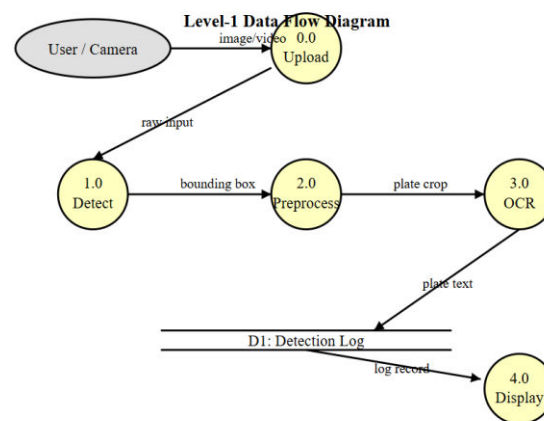 Level-1 Data Flow Diagram
User / Camera
image/video
0.0
Upload
raw input
1.0
Detect
bounding box
2.0
Preprocess
plate crop
3.0
OCR
plate text
D1: Detection Log
log record
4.0
Display